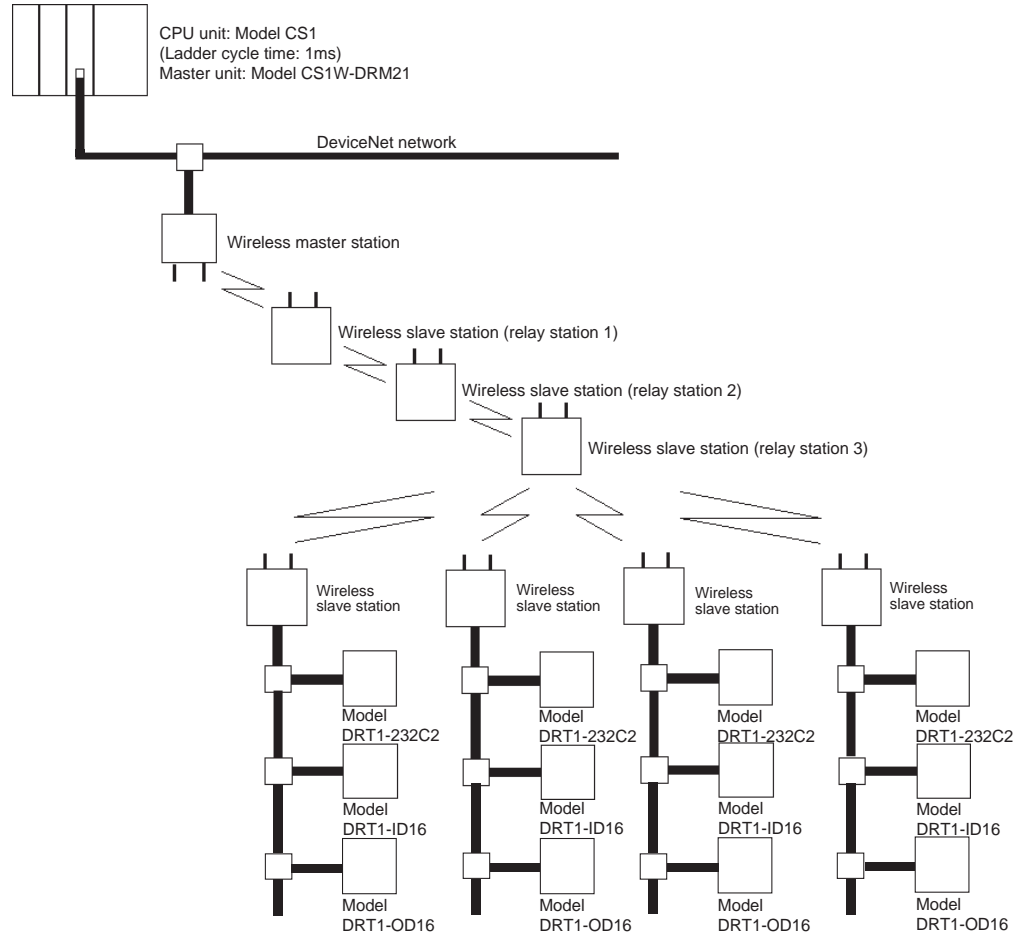 CPU unit: Model CS1
(Ladder cycle time: 1ms)
Master unit: Model CS1W-DRM21
DeviceNet network
Wireless master station
Wireless slave station (relay station 1)
Wireless slave station (relay station 2)
Wireless slave station (relay station 3)
Wireless
slave station
Wireless
slave station
Wireless
slave station
Wireless
slave station
Model
DRT1-232C2
Model
DRT1-232C2
Model
DRT1-232C2
Model
DRT1-232C2
Model
DRT1-ID16
Model
DRT1-ID16
Model
DRT1-ID16
Model
DRT1-ID16
Model
DRT1-OD16
Model
DRT1-OD16
Model
DRT1-OD16
Model
DRT1-OD16